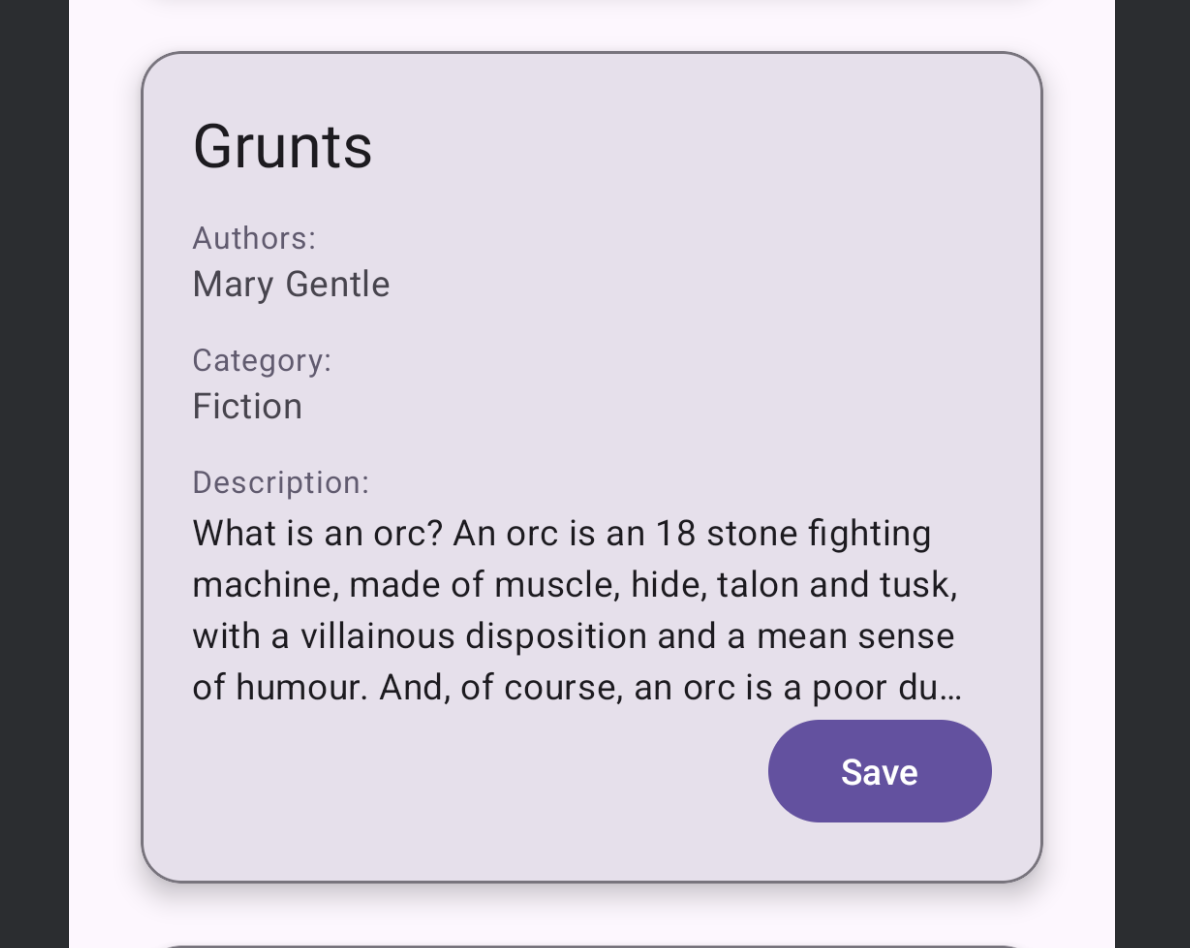 Grunts
Authors:
Mary Gentle
Category:
Fiction
Description:
What is an orc? An orc is an 18 stone fighting
machine, made of muscle, hide, talon and tusk,
with a villainous disposition and a mean sense
of humour. And, of course, an orc is a poor du…
Save